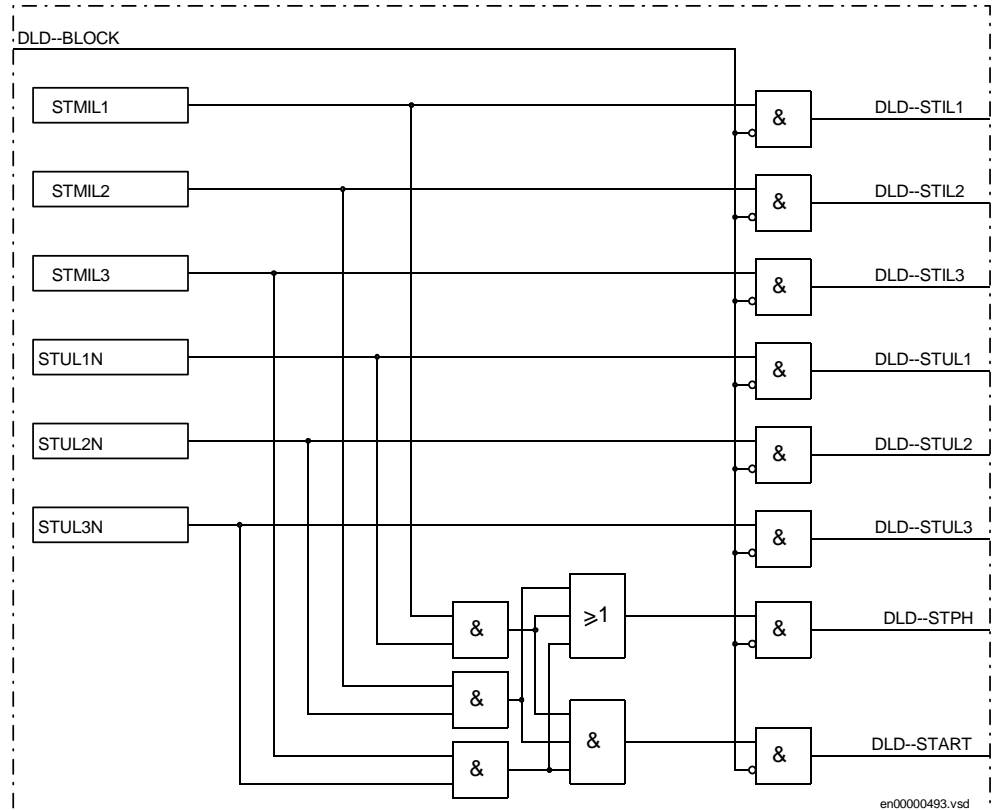 DLD--BLOCK
STMIL1
&
DLD--STIL1
STMIL2
&
DLD--STIL2
STMIL3
&
DLD--STIL3
STUL1N
&
DLD--STUL1
STUL2N
&
DLD--STUL2
STUL3N
&
DLD--STUL3
&
⩾1
&
DLD--STPH
&
&
&
DLD--START
&
en00000493.vsd